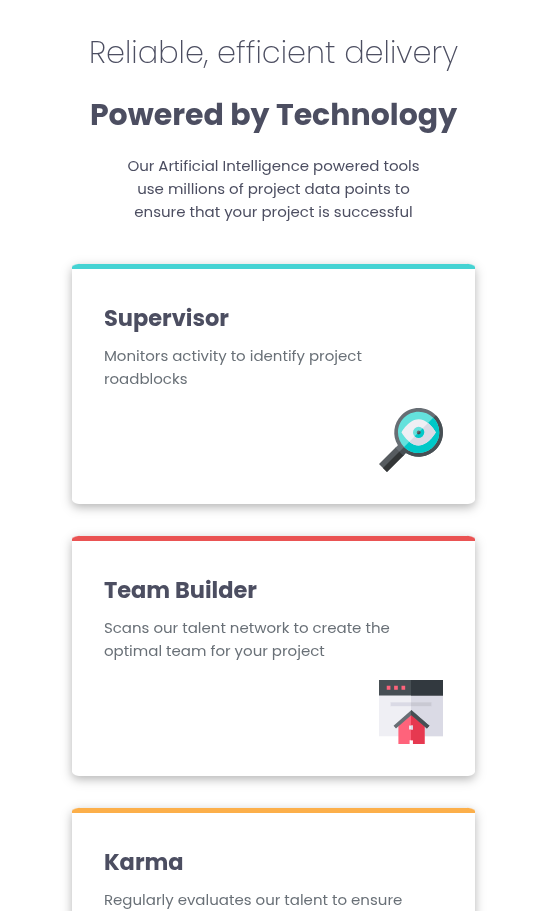 Reliable, efficient delivery
Powered by Technology
Our Artificial Intelligence powered tools
use millions of project data points to
ensure that your project is successful
Supervisor
Monitors activity to identify project
roadblocks
Team Builder
Scans our talent network to create the
optimal team for your project
Karma
Regularly evaluates our talent to ensure